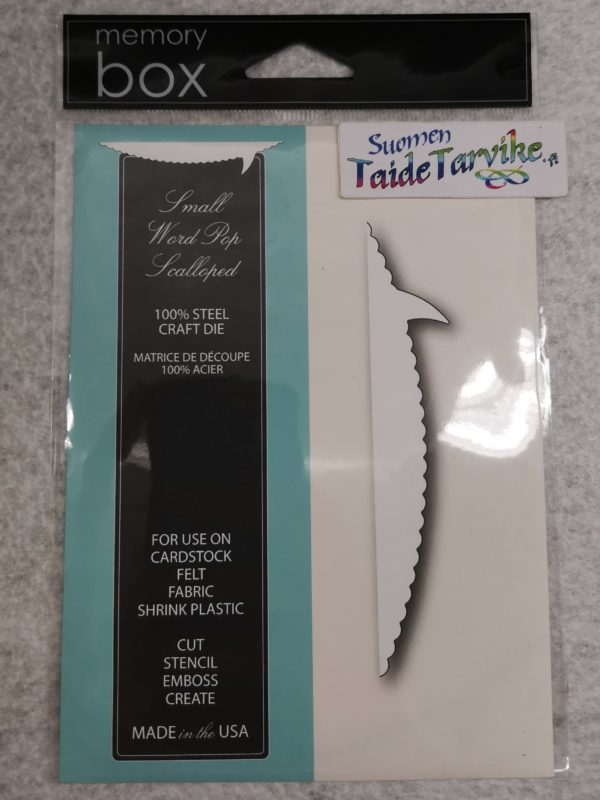 memory
box
Suomen
TaideTarvike.fi
Small
Word Pop
Scalloped
100% STEEL
CRAFT DIE
MATRICE DE DÉCOUPE
100% ACIER
FOR USE ON
CARDSTOCK
FELT
FABRIC
SHRINK PLASTIC
CUT
STENCIL
EMBOSS
CREATE
MADE in the USA